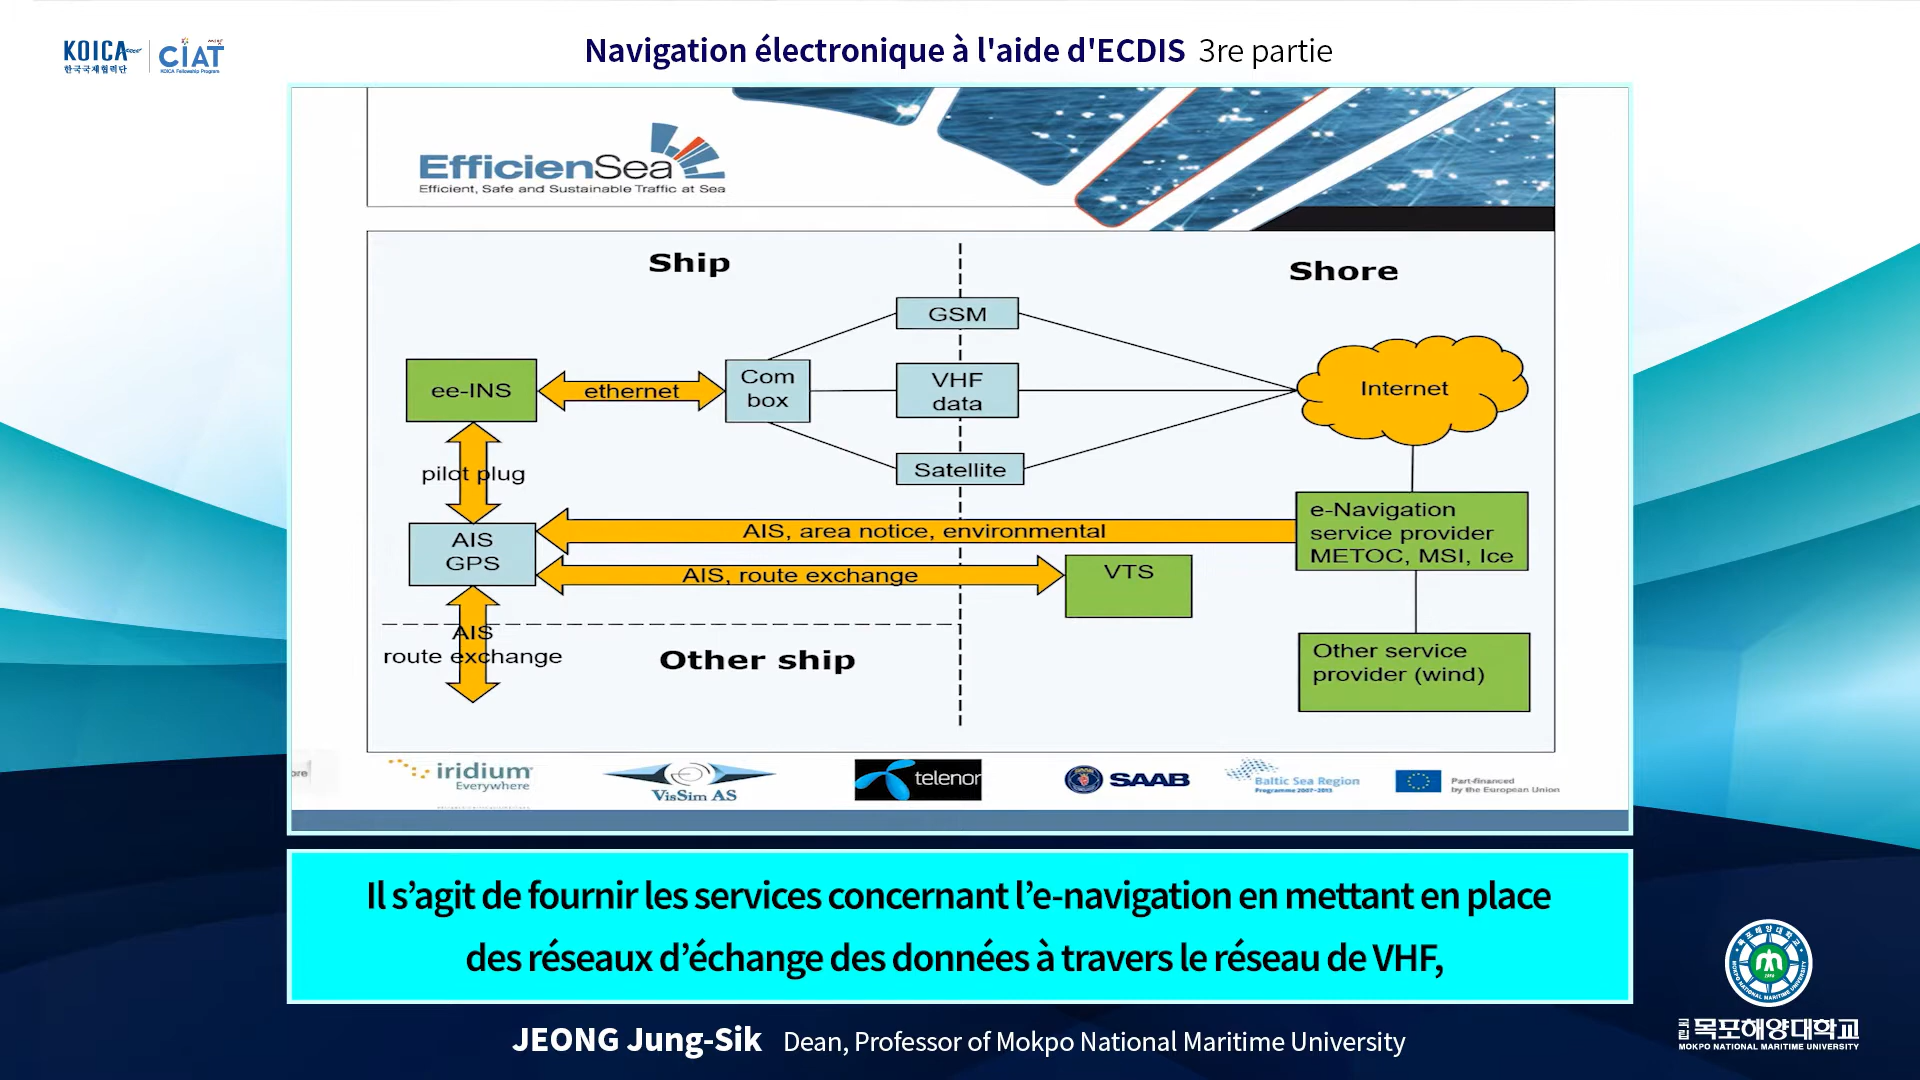 KOICA
한국국제협력단
CIAT
KOICA Fellowship Program
Navigation électronique à l'aide d'ECDIS 3re partie
EfficienSea
Efficient, Safe and Sustainable Traffic at Sea
Ship
Shore
GSM
ee-INS
ethernet
Com
box
VHF
data
Internet
Satellite
pilot plug
AIS
GPS
AIS, area notice, environmental
e-Navigation
service provider
METOC, MSI, Ice
AIS, route exchange
VTS
AIS
route exchange
Other ship
Other service
provider (wind)
iridium
Everywhere
VisSim AS
telenor
SAAB
Baltic Sea Region
Programme 2007-2013
Part-financed
by the European Union
Il s’agit de fournir les services concernant l’e-navigation en mettant en place
des réseaux d’échange des données à travers le réseau de VHF,
JEONG Jung-Sik Dean, Professor of Mokpo National Maritime University
국립 목포해양대학교
MOKPO NATIONAL MARITIME UNIVERSITY